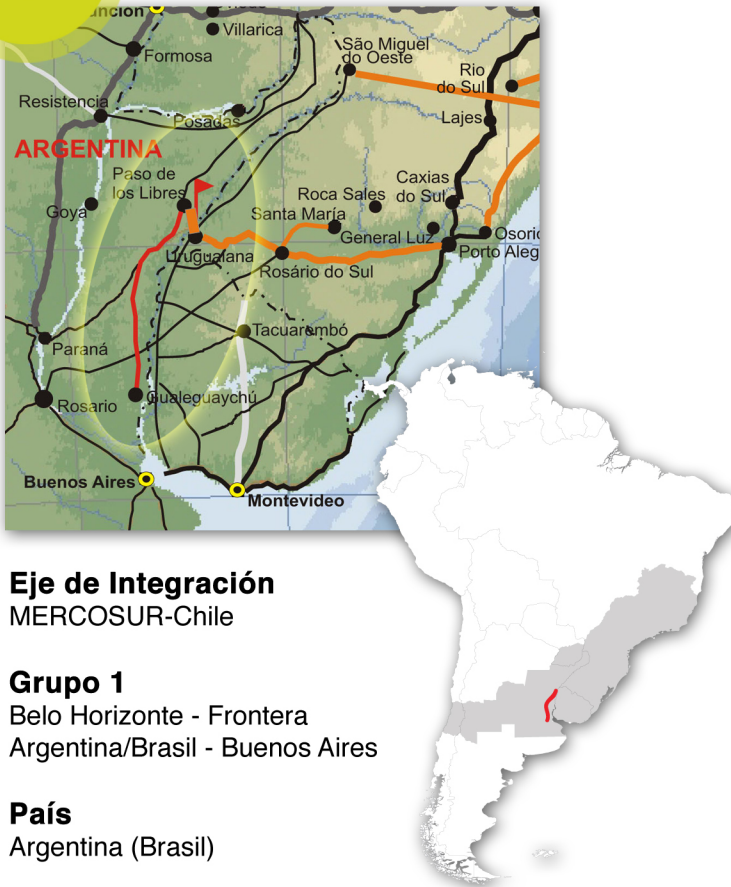 unción
Villarica
Formosa
São Miguel
do Oeste
Rio
do Sul
Resistencia
Posadas
Lajes
ARGENTINA
Paso de
los Libres
Caxias
do Sul
Roca Sales
Goya
Santa María
General Luz
Osorio
Uruguaiana
Porto Aleg
Rosário do Sul
Tacuarembó
Paraná
Gualeguaychú
Rosario
Buenos Aires
Montevideo
Eje de Integración
MERCOSUR-Chile
Grupo 1
Belo Horizonte - Frontera
Argentina/Brasil - Buenos Aires
País
Argentina (Brasil)